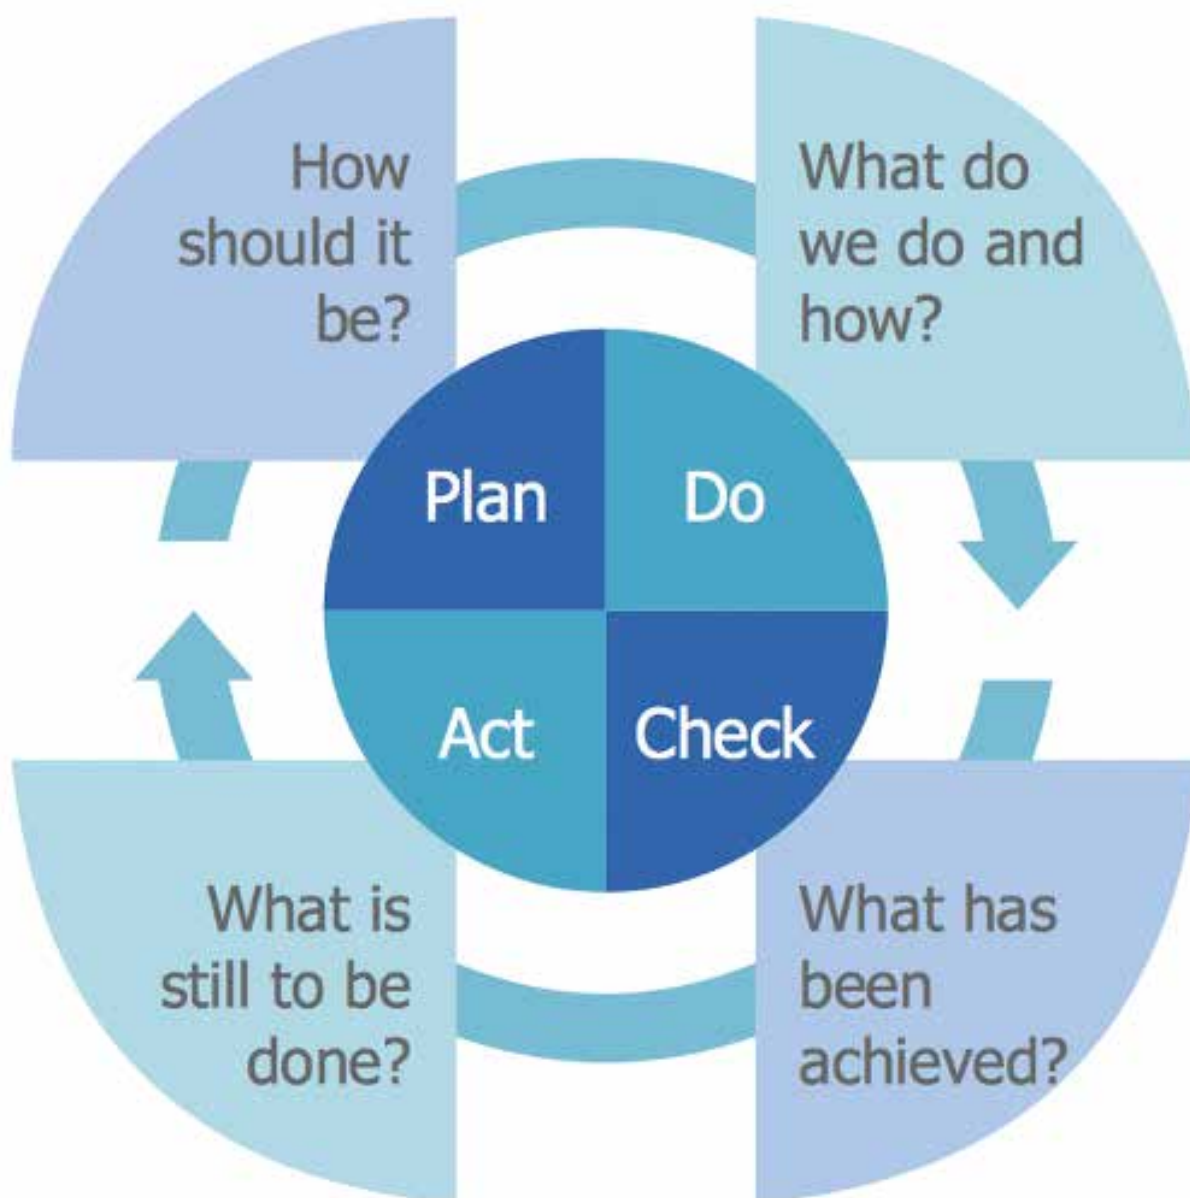 How
should it
be?
What do
we do and
how?
Plan
Do
Act
Check
What is
still to be
done?
What has
been
achieved?